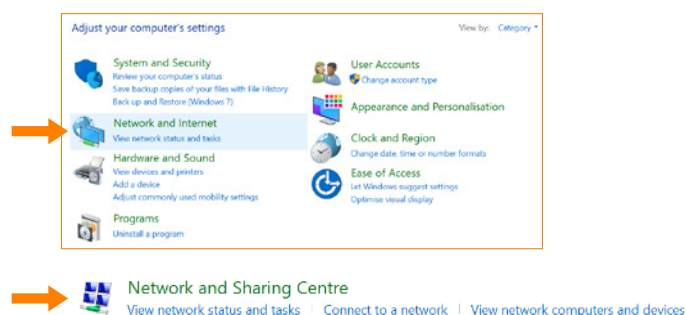 Adjust your computer's settings
View by: Category
System and Security
Review your computer's status
Save backup copies of your files with File History
Back up and Restore (Windows 7)
Network and Internet
View network status and tasks
Hardware and Sound
View devices and printers
Add a device
Adjust commonly used mobility settings
Programs
Uninstall a program
User Accounts
Change account type
Appearance and Personalisation
Clock and Region
Change date, time or number formats
Ease of Access
Let Windows suggest settings
Optimise visual display
Network and Sharing Centre
View network status and tasks | Connect to a network | View network computers and devices